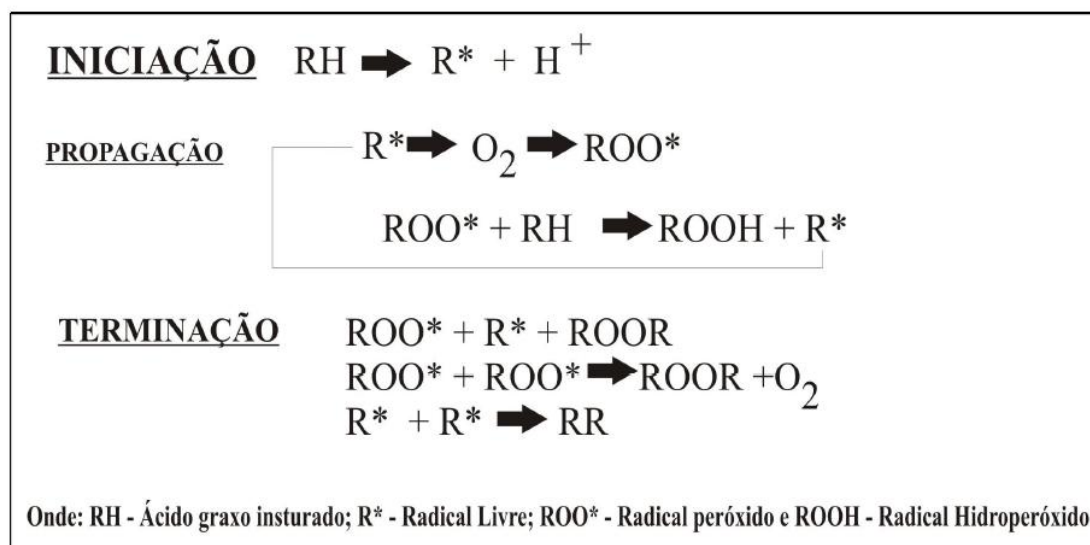 INICIAÇÃO RH → R* + H⁺
PROPAGAÇÃO R* → O₂ → ROO*
ROO* + RH → ROOH + R*
TERMINAÇÃO ROO* + R* + ROOR
ROO* + ROO* → ROOR +O₂
R* + R* → RR
Onde: RH - Ácido graxo insturado; R* - Radical Livre; ROO* - Radical peróxido e ROOH - Radical Hidroperóxido